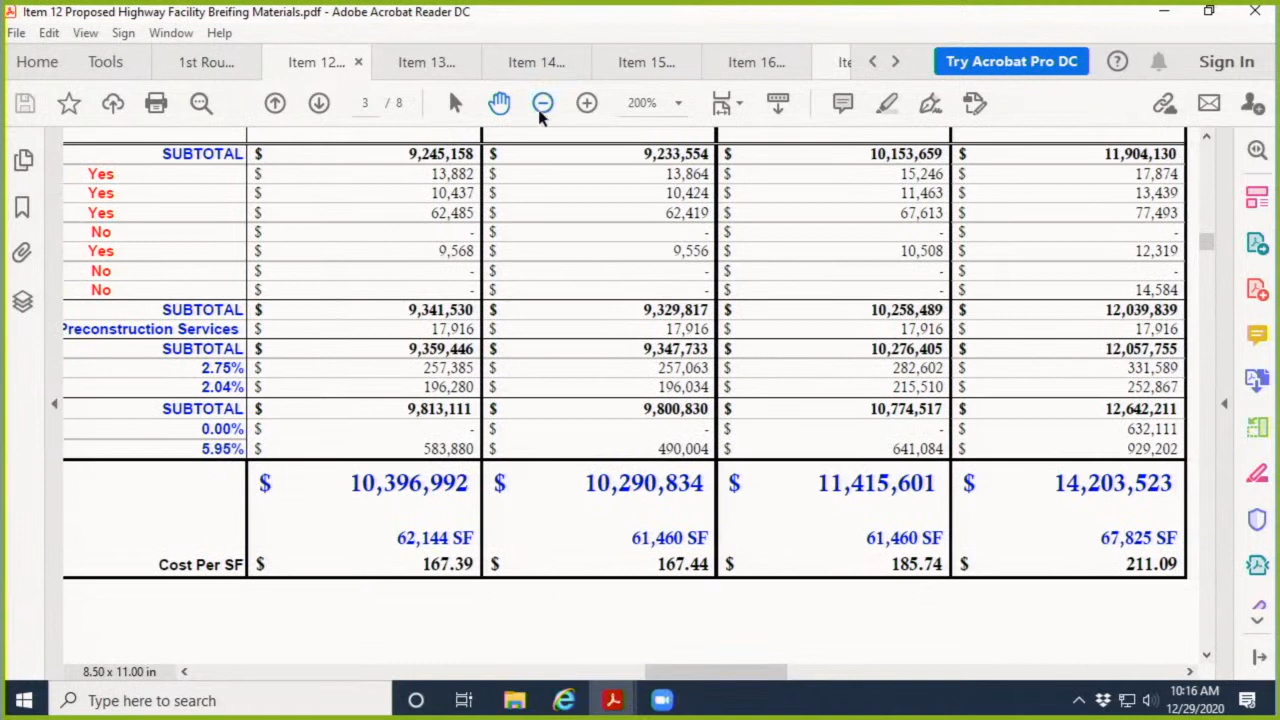 Item 12 Proposed Highway Facility Breifing Materials.pdf - Adobe Acrobat Reader DC
File Edit View Sign Window Help
Home Tools 1st Rou... Item 12... × Item 13... Item 14... Item 15... Item 16... Ite Try Acrobat Pro DC Sign In
3 / 8 200%
SUBTOTAL $ 9,245,158 $ 9,233,554 $ 10,153,659 $ 11,904,130
Yes $ 13,882 $ 13,864 $ 15,246 $ 17,874
Yes $ 10,437 $ 10,424 $ 11,463 $ 13,439
Yes $ 62,485 $ 62,419 $ 67,613 $ 77,493
No $ - $ - $ - $ -
Yes $ 9,568 $ 9,556 $ 10,508 $ 12,319
No $ - $ - $ - $ -
No $ - $ - $ - $ 14,584
SUBTOTAL $ 9,341,530 $ 9,329,817 $ 10,258,489 $ 12,039,839
Preconstruction Services $ 17,916 $ 17,916 $ 17,916 $ 17,916
SUBTOTAL $ 9,359,446 $ 9,347,733 $ 10,276,405 $ 12,057,755
2.75% $ 257,385 $ 257,063 $ 282,602 $ 331,589
2.04% $ 196,280 $ 196,034 $ 215,510 $ 252,867
SUBTOTAL $ 9,813,111 $ 9,800,830 $ 10,774,517 $ 12,642,211
0.00% $ - $ - $ - $ 632,111
5.95% $ 583,880 $ 490,004 $ 641,084 $ 929,202
$ 10,396,992 $ 10,290,834 $ 11,415,601 $ 14,203,523
62,144 SF 61,460 SF 61,460 SF 67,825 SF
Cost Per SF $ 167.39 $ 167.44 $ 185.74 $ 211.09
8.50 x 11.00 in
Type here to search
10:16 AM
12/29/2020